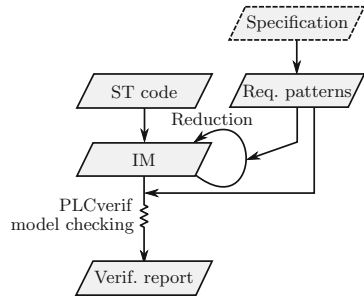 Specification
ST code
Req. patterns
Reduction
IM
PLCverif
model checking
Verif. report